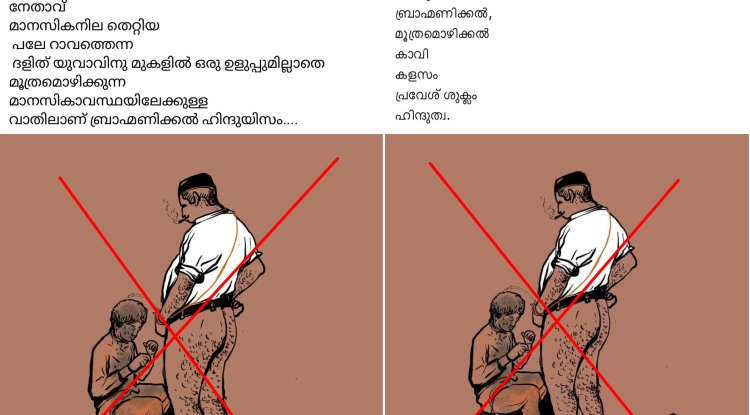 നേതാവ്
മാനസികനില തെറ്റിയ
പലേ റാവത്തെന്ന
ദളിത് യുവാവിനു മുകളിൽ ഒരു ഉളുപ്പുമില്ലാതെ
മൂത്രമൊഴിക്കുന്ന
മാനസികാവസ്ഥയിലേക്കുള്ള
വാതിലാണ് ബ്രാഹ്മണിക്കൽ ഹിന്ദുയിസം....
ബ്രാഹ്മണിക്കൽ,
മൂത്രമൊഴിക്കൽ
കാവി
കളസം
പ്രവേശ് ശുക്ലം
ഹിന്ദുത്വ.